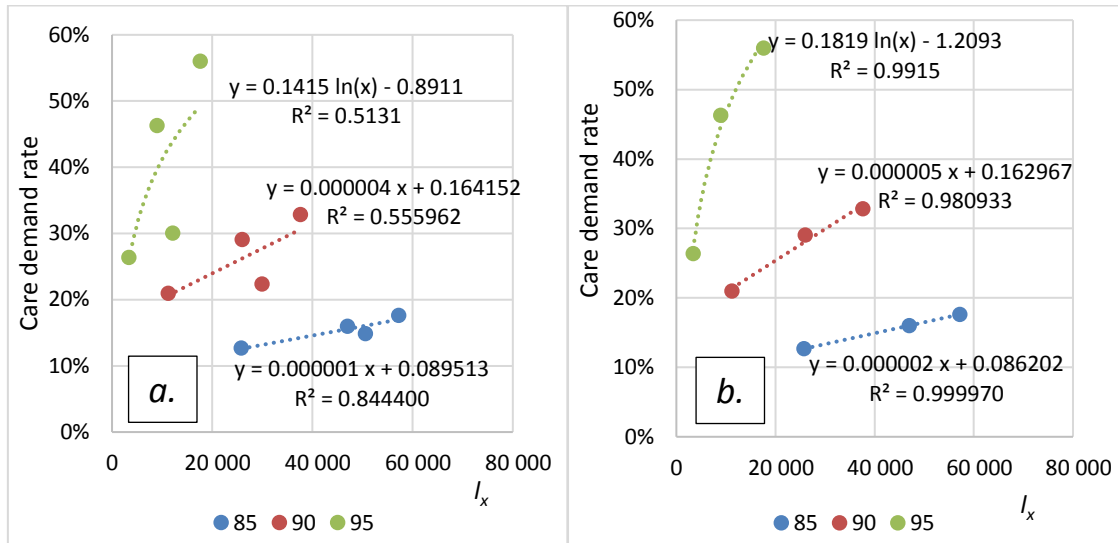 60%
50%
40%
30%
20%
10%
0%
Care demand rate
y = 0.1415 ln(x) - 0.8911
R² = 0.5131
y = 0.000004 x + 0.164152
R² = 0.555962
y = 0.000001 x + 0.089513
R² = 0.844400
a.
0 20 000 40 000 60 000 80 000
lx
85 90 95
60%
50%
40%
30%
20%
10%
0%
Care demand rate
y = 0.1819 ln(x) - 1.2093
R² = 0.9915
y = 0.000005 x + 0.162967
R² = 0.980933
y = 0.000002 x + 0.086202
R² = 0.999970
b.
0 20 000 40 000 60 000 80 000
lx
85 90 95